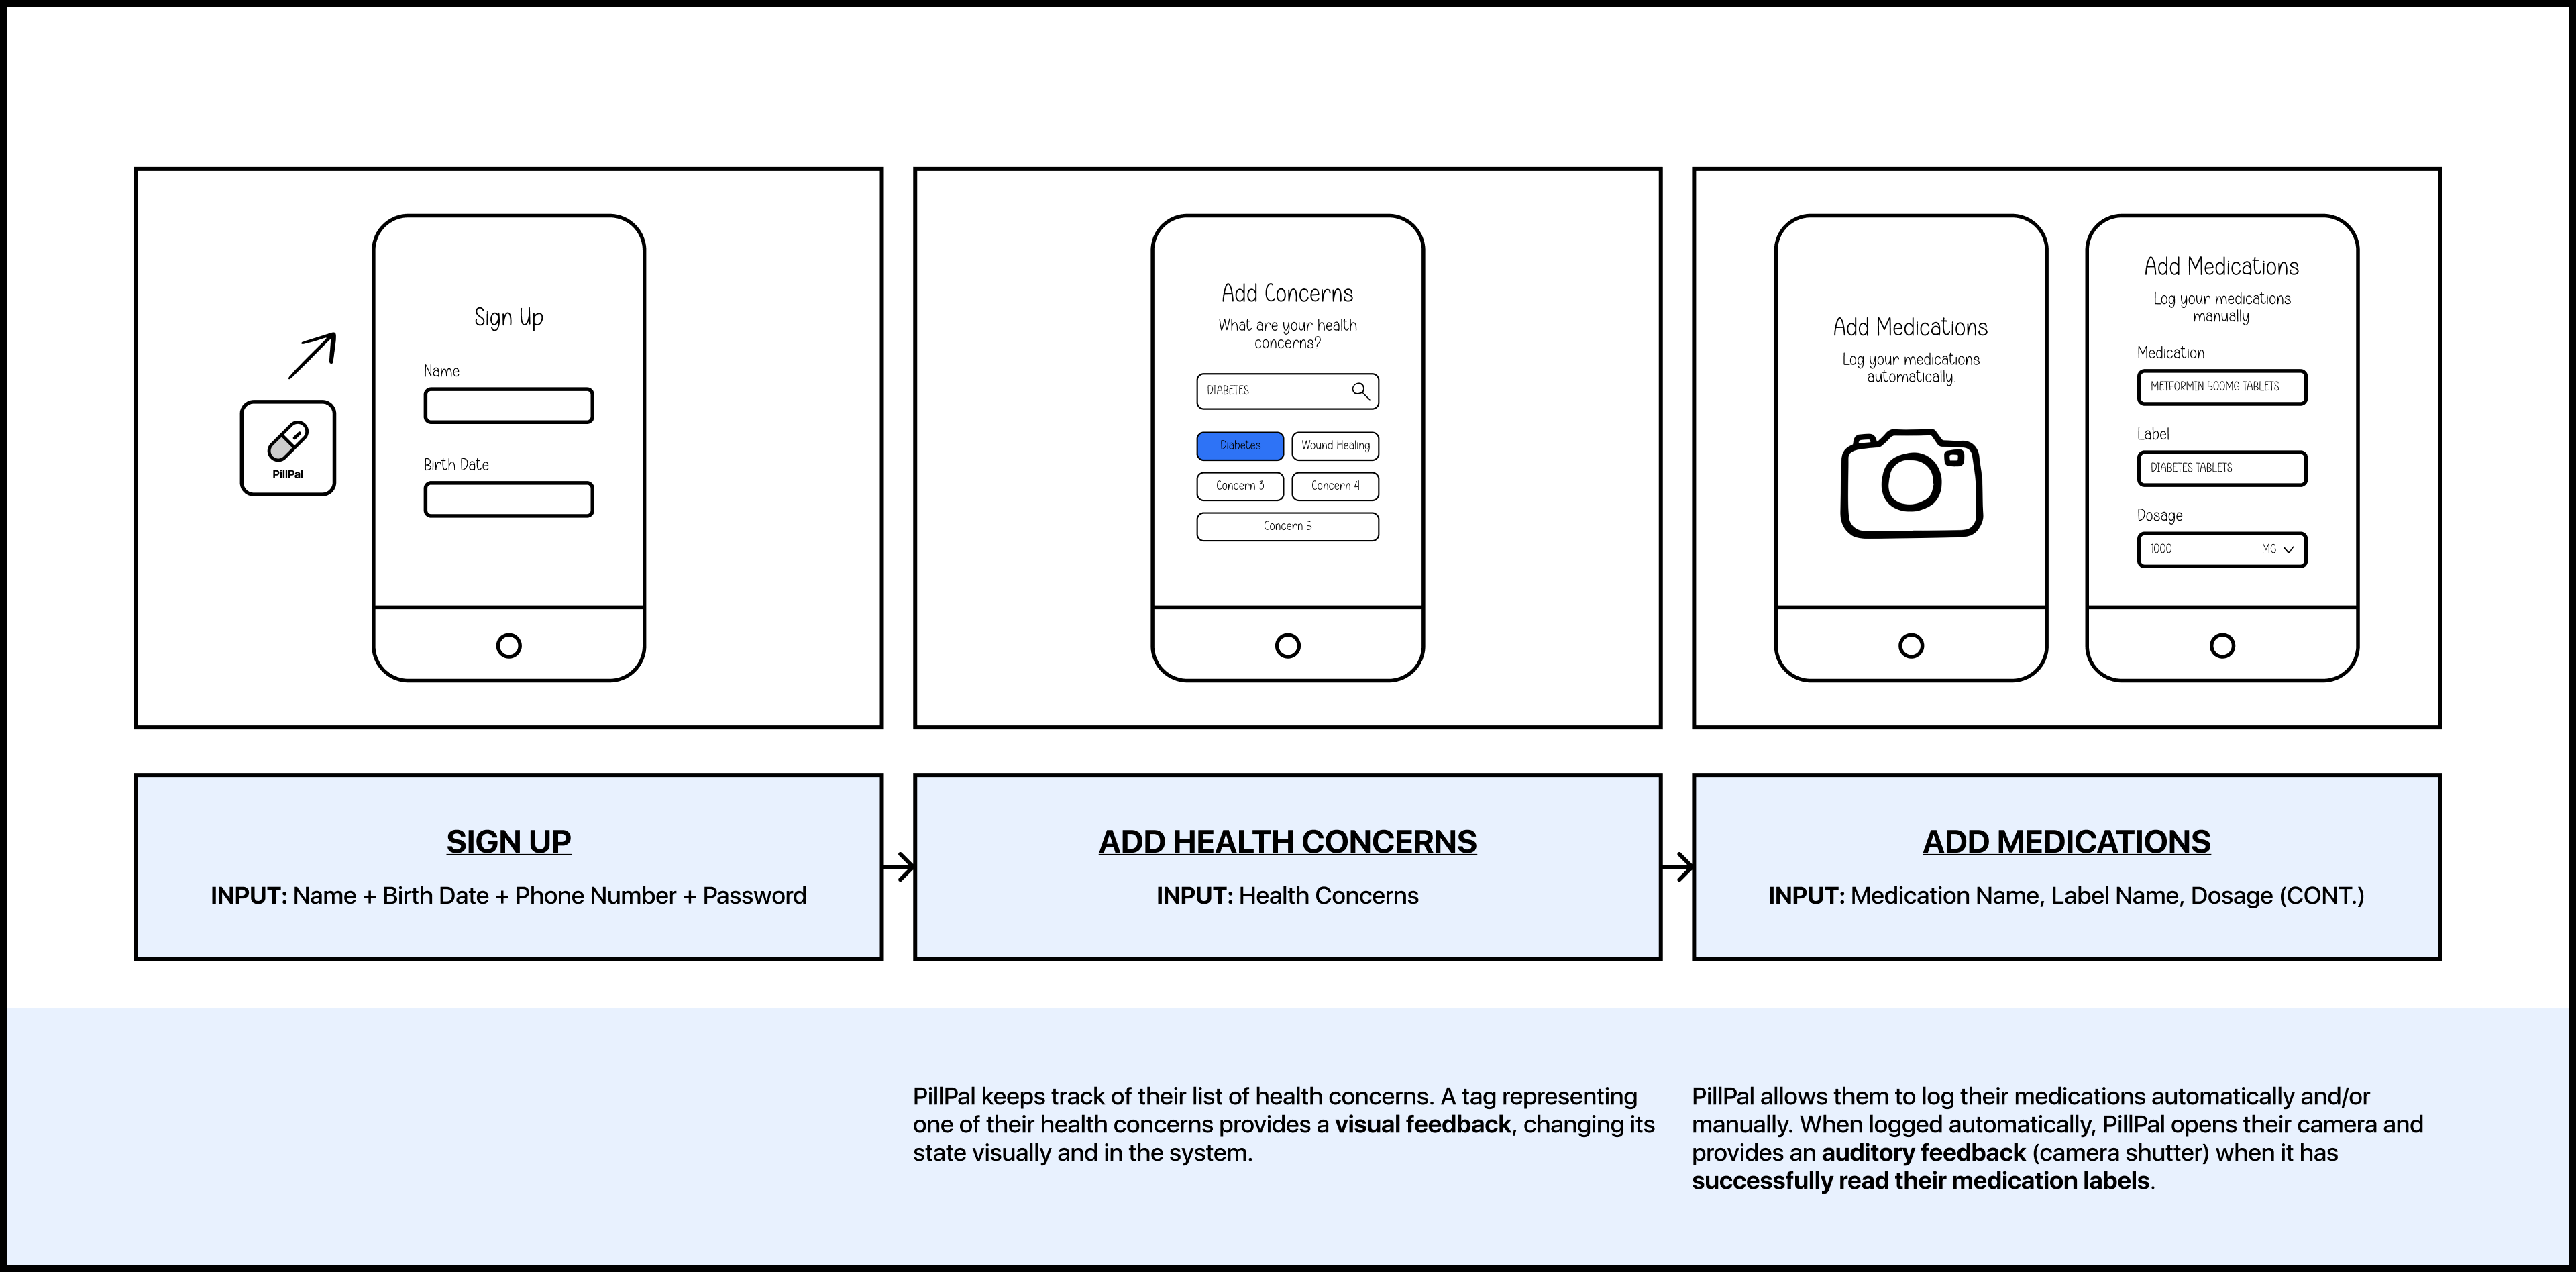 PillPal
Sign Up
Name
Birth Date
Add Concerns
What are your health
concerns?
DIABETES
Diabetes
Wound Healing
Concern 3
Concern 4
Concern 5
Add Medications
Log your medications
automatically.
Add Medications
Log your medications
manually.
Medication
METFORMIN 500MG TABLETS
Label
DIABETES TABLETS
Dosage
1000 MG
SIGN UP
INPUT: Name + Birth Date + Phone Number + Password
ADD HEALTH CONCERNS
INPUT: Health Concerns
ADD MEDICATIONS
INPUT: Medication Name, Label Name, Dosage (CONT.)
PillPal keeps track of their list of health concerns. A tag representing
one of their health concerns provides a visual feedback, changing its
state visually and in the system.
PillPal allows them to log their medications automatically and/or
manually. When logged automatically, PillPal opens their camera and
provides an auditory feedback (camera shutter) when it has
successfully read their medication labels.